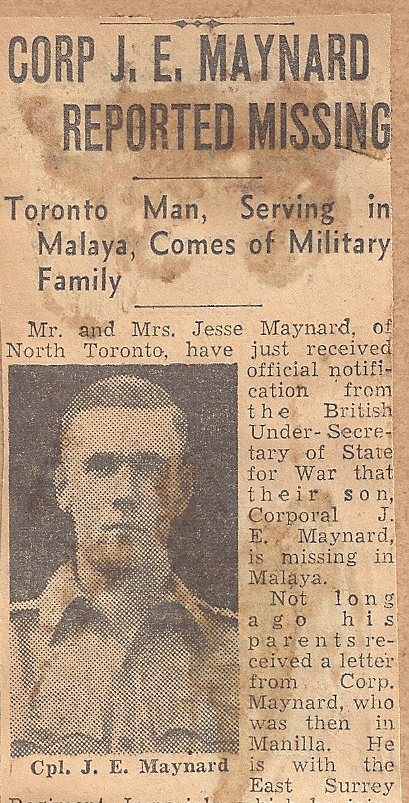 CORP J. E. MAYNARD
REPORTED MISSING
Toronto Man, Serving in
Malaya, Comes of Military
Family
Mr. and Mrs. Jesse Maynard, of
North Toronto, have just received
official notifi-
cation from
the British
Under-Secre-
tary of State
for War that
their son,
Corporal J.
E. Maynard,
is missing in
Malaya.
Not long
ago his
parents re-
ceived a letter
from Corp.
Maynard, who
was then in
Manilla. He
is with the
East Surrey
Cpl. J. E. Maynard